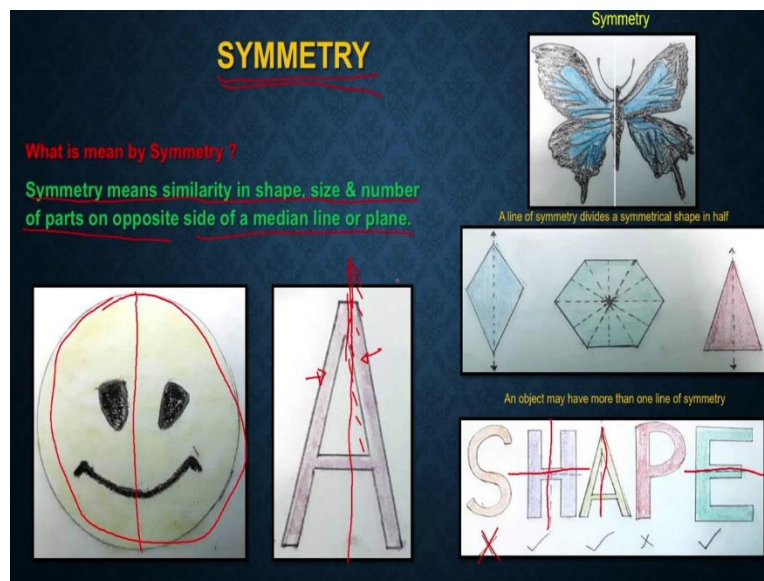 SYMMETRY
What is mean by Symmetry ?
Symmetry means similarity in shape, size & number
of parts on opposite side of a median line or plane.
A
Symmetry
A line of symmetry divides a symmetrical shape in half
An object may have more than one line of symmetry
SHAPE